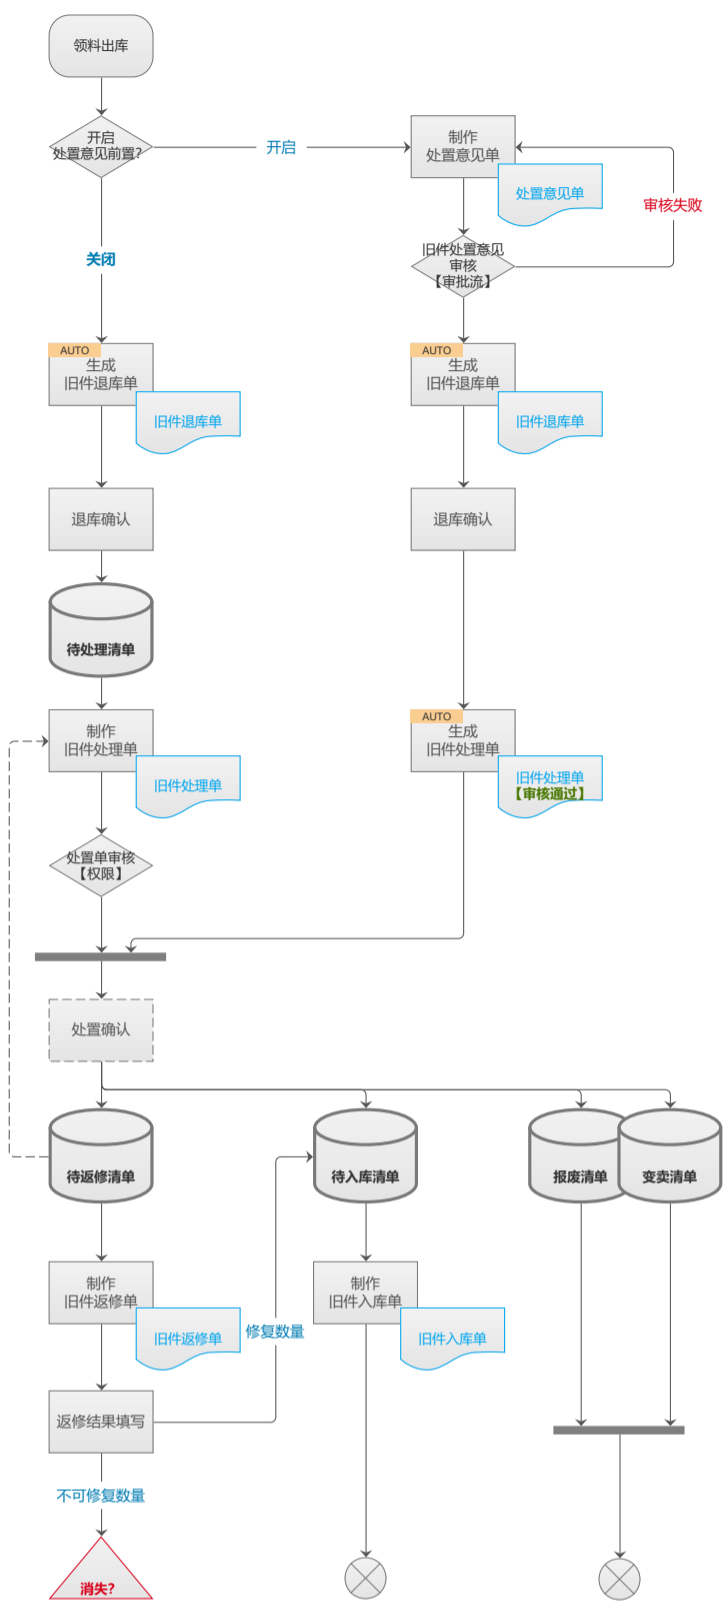 领料出库
开启
处置意见前置?
开启
制作
处置意见单
处置意见单
审核失败
关闭
旧件处置意见
审核
【审批流】
AUTO
生成
旧件退库单
旧件退库单
AUTO
生成
旧件退库单
旧件退库单
退库确认
退库确认
待处理清单
制作
旧件处理单
旧件处理单
AUTO
生成
旧件处理单
旧件处理单
【审核通过】
处置单审核
【权限】
处置确认
待返修清单
待入库清单
报废清单
变卖清单
制作
旧件返修单
旧件返修单
修复数量
制作
旧件入库单
旧件入库单
返修结果填写
不可修复数量
消失?